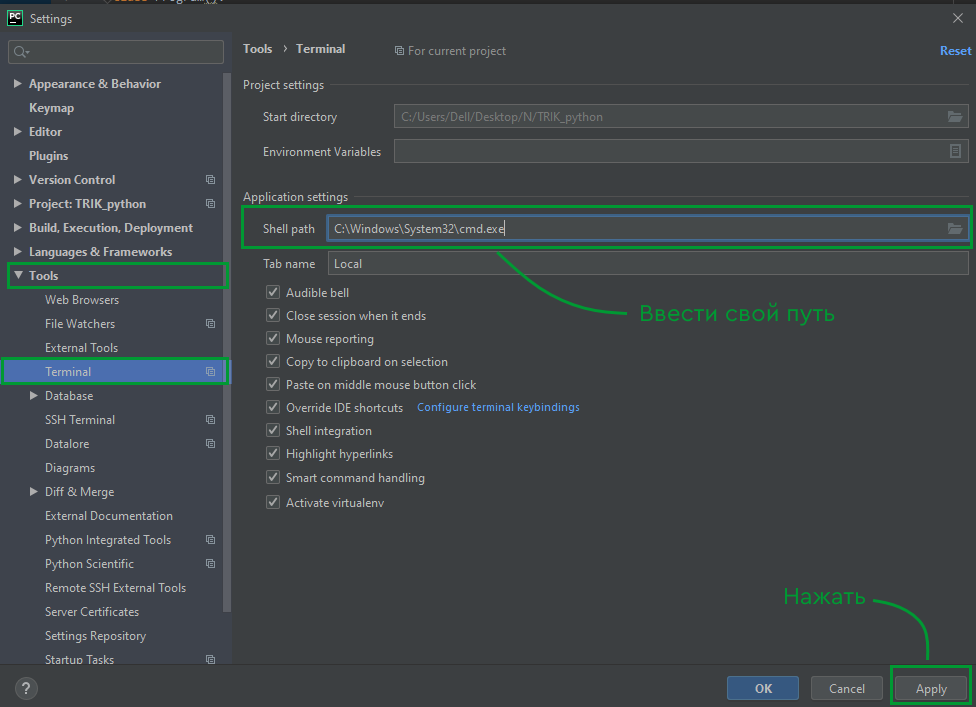 PC
Settings
Tools › Terminal
For current project
Reset
Appearance & Behavior
Keymap
Editor
Plugins
Version Control
Project: TRIK_python
Build, Execution, Deployment
Languages & Frameworks
Tools
Web Browsers
File Watchers
External Tools
Terminal
Database
SSH Terminal
Datalore
Diagrams
Diff & Merge
External Documentation
Python Integrated Tools
Python Scientific
Remote SSH External Tools
Server Certificates
Settings Repository
Startup Tasks
Project settings
Start directory C:/Users/Dell/Desktop/N/TRIK_python
Environment Variables
Application settings
Shell path C:\Windows\System32\cmd.exe
Tab name Local
Audible bell
Close session when it ends
Mouse reporting
Copy to clipboard on selection
Paste on middle mouse button click
Override IDE shortcuts Configure terminal keybindings
Shell integration
Highlight hyperlinks
Smart command handling
Activate virtualenv
Ввести свой путь
Нажать
?
OK
Cancel
Apply